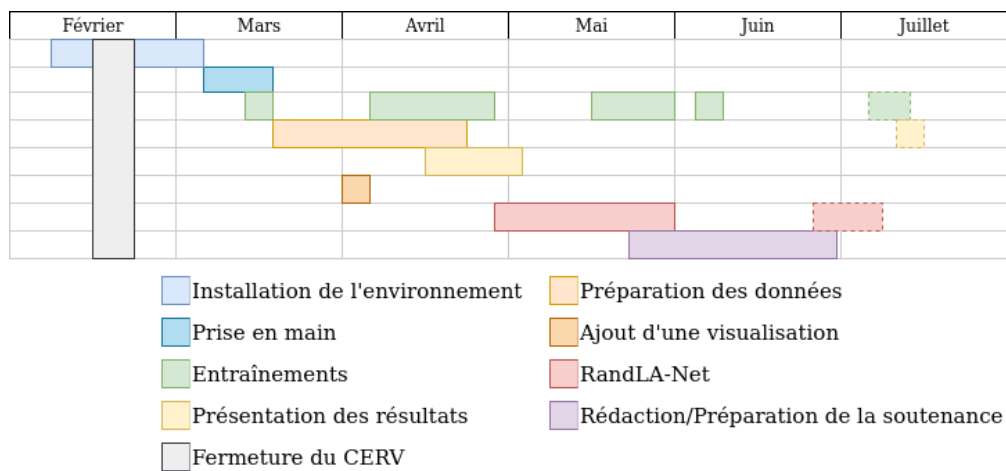 Février Mars Avril Mai Juin Juillet
Installation de l'environnement Préparation des données
Prise en main Ajout d'une visualisation
Entraînements RandLA-Net
Présentation des résultats Rédaction/Préparation de la soutenance
Fermeture du CERV